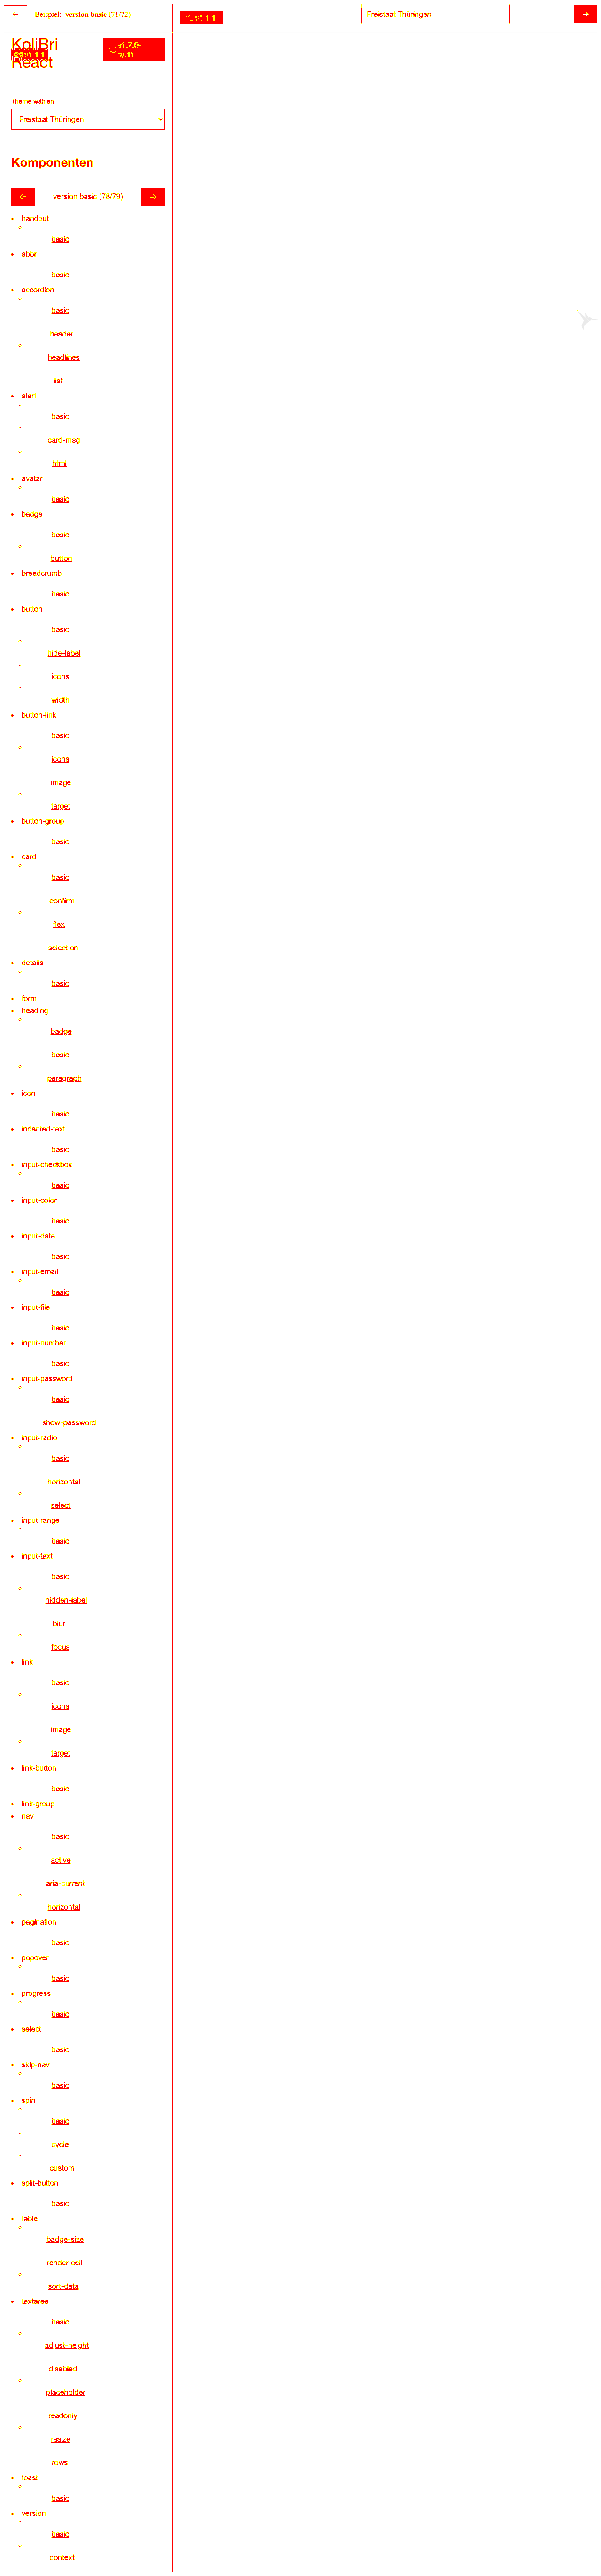 Beispiel: version basic (71/72)
v1.1.1
Freistaat Thüringen
KoliBri
React
v1.1.1
v1.7.0-
rc.11
Theme wählen
Freistaat Thüringen
Komponenten
version basic (78/79)
handout
basic
abbr
basic
accordion
basic
header
headlines
list
alert
basic
card-msg
html
avatar
basic
badge
basic
button
breadcrumb
basic
button
basic
hide-label
icons
width
button-link
basic
icons
image
target
button-group
basic
card
basic
confirm
flex
selection
details
basic
form
heading
badge
basic
paragraph
icon
basic
indented-text
basic
input-checkbox
basic
input-color
basic
input-date
basic
input-email
basic
input-file
basic
input-number
basic
input-password
basic
show-password
input-radio
basic
horizontal
select
input-range
basic
input-text
basic
hidden-label
blur
focus
link
basic
icons
image
target
link-button
basic
link-group
nav
basic
active
aria-current
horizontal
pagination
basic
popover
basic
progress
basic
select
basic
skip-nav
basic
spin
basic
cycle
custom
split-button
basic
table
badge-size
render-cell
sort-data
textarea
basic
adjust-height
disabled
placeholder
readonly
resize
rows
toast
basic
version
basic
context